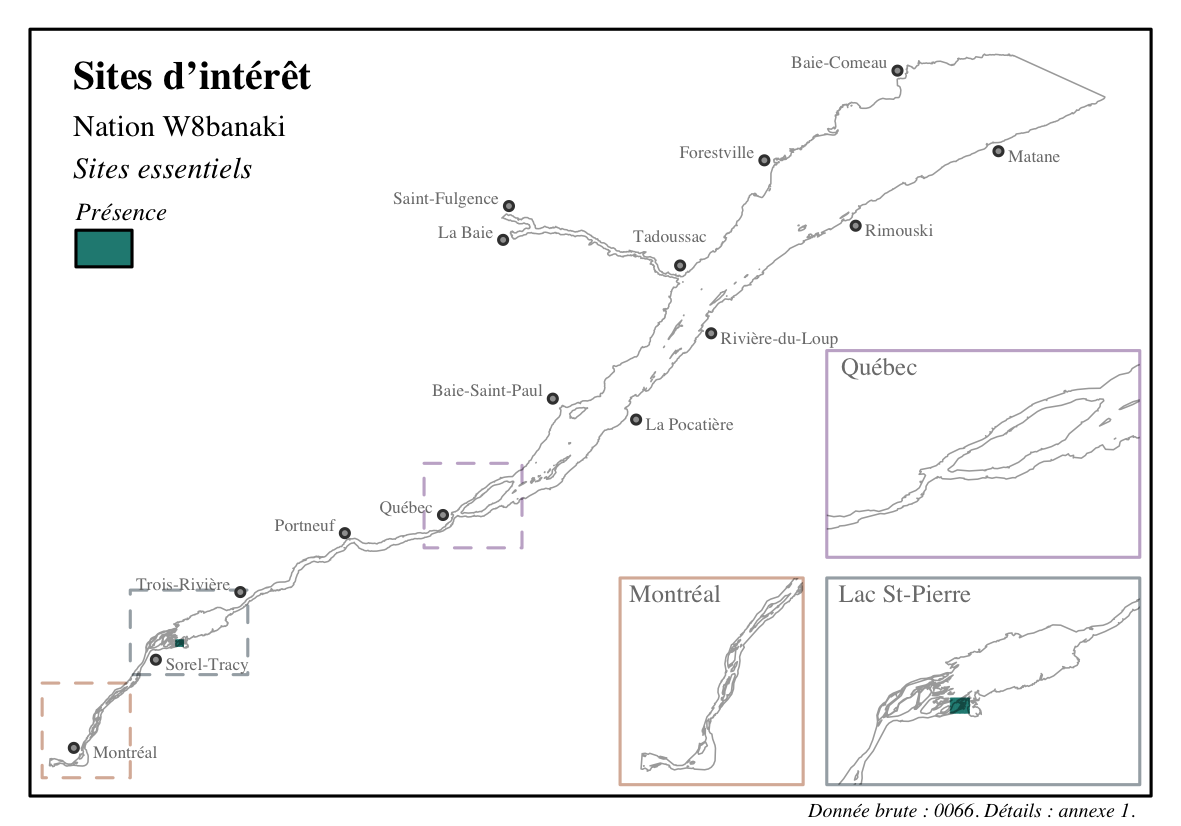 Sites d’intérêt
Nation W8banaki
Sites essentiels
Présence
Baie-Comeau
Forestville
Matane
Saint-Fulgence
La Baie
Tadoussac
Rimouski
Rivière-du-Loup
Baie-Saint-Paul
La Pocatière
Québec
Portneuf
Trois-Rivière
Sorel-Tracy
Montréal
Québec
Montréal
Lac St-Pierre
Donnée brute : 0066. Détails : annexe 1.